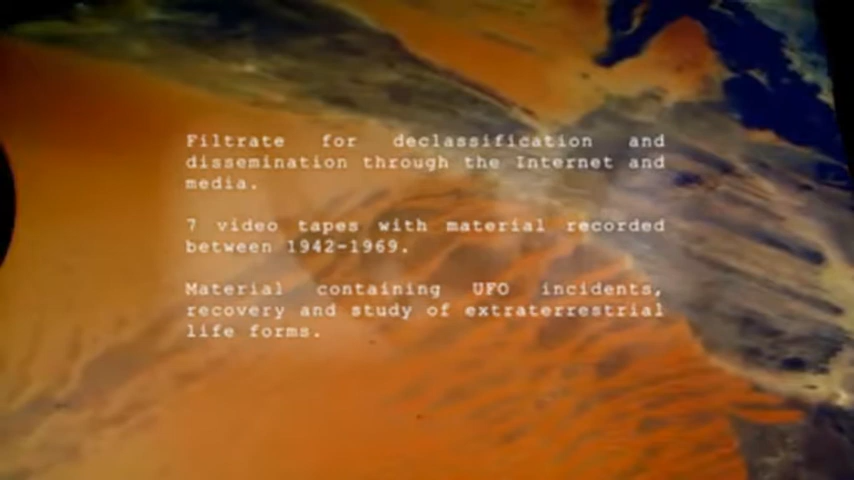 Filtrate for declassification and
dissemination through the Internet and
media.
7 video tapes with material recorded
between 1942-1969.
Material containing UFO incidents,
recovery and study of extraterrestrial
life forms.